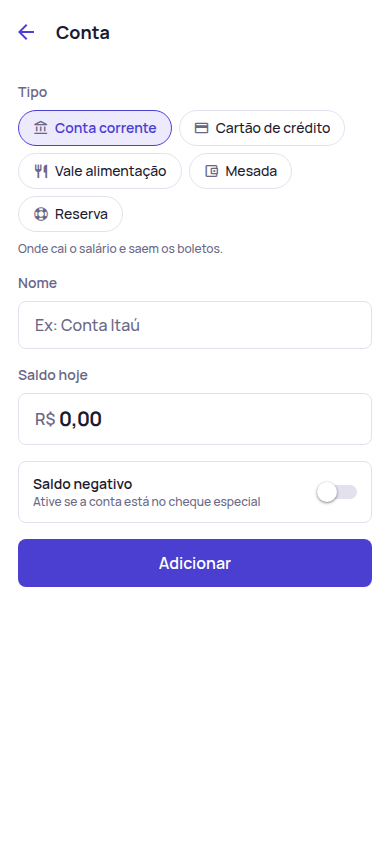 Conta
Tipo
Conta corrente
Cartão de crédito
Vale alimentação
Mesada
Reserva
Onde cai o salário e saem os boletos.
Nome
Ex: Conta Itaú
Saldo hoje
R$ 0,00
Saldo negativo
Ative se a conta está no cheque especial
Adicionar